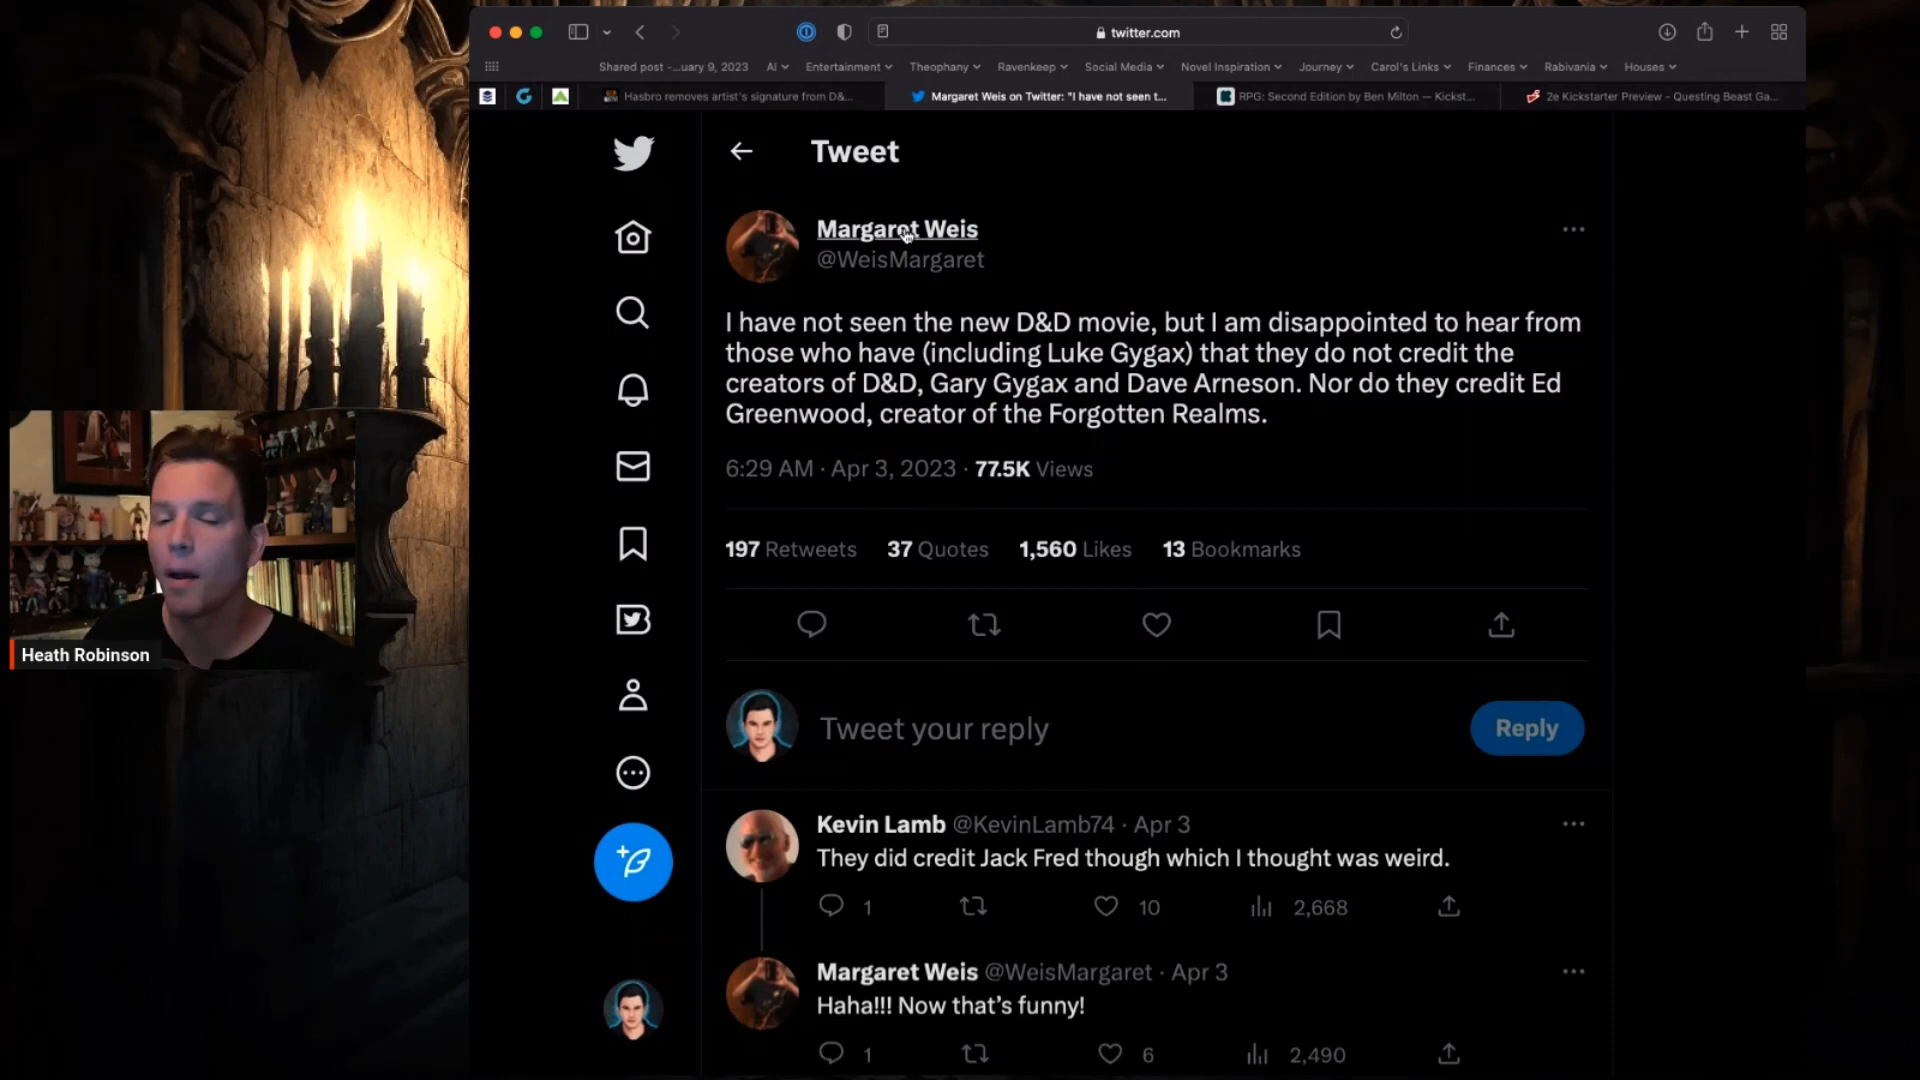 twitter.com
Shared post -...uary 9, 2023 AI Entertainment Theophany Ravenkeep Social Media Novel Inspiration Journey Carol's Links Finances Rabivania Houses
Hasbro removes artist's signature from D&... Margaret Weis on Twitter: "I have not seen t... RPG: Second Edition by Ben Milton — Kickst... 2e Kickstarter Preview - Questing Beast Ga...
Tweet
Margaret Weis
@WeisMargaret
I have not seen the new D&D movie, but I am disappointed to hear from
those who have (including Luke Gygax) that they do not credit the
creators of D&D, Gary Gygax and Dave Arneson. Nor do they credit Ed
Greenwood, creator of the Forgotten Realms.
6:29 AM · Apr 3, 2023 · 77.5K Views
197 Retweets 37 Quotes 1,560 Likes 13 Bookmarks
Heath Robinson
Tweet your reply
Reply
Kevin Lamb @KevinLamb74 · Apr 3
They did credit Jack Fred though which I thought was weird.
1 10 2,668
Margaret Weis @WeisMargaret · Apr 3
Haha!!! Now that's funny!
1 6 2,490